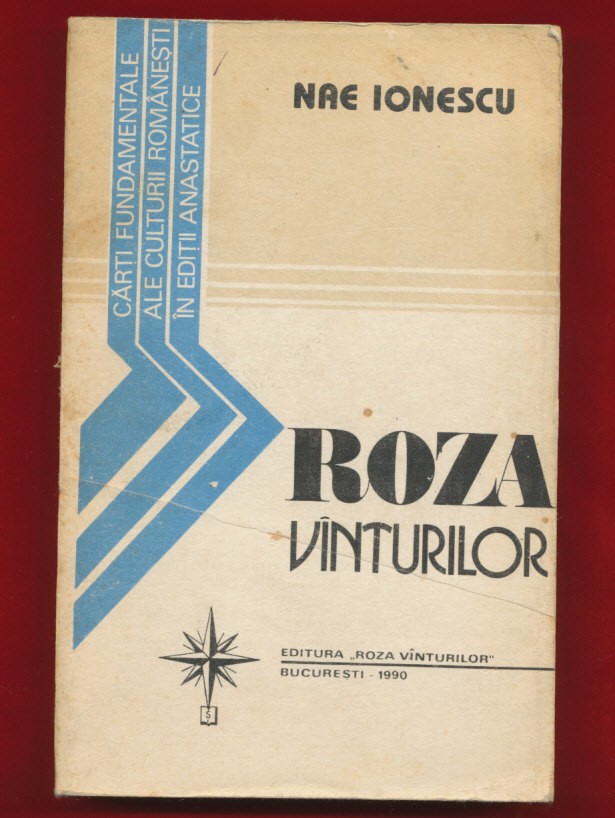 CĂRȚI FUNDAMENTALE
ALE CULTURII ROMÂNEȘTI
ÎN EDIȚII ANASTATICE
NAE IONESCU
ROZA
VÎNTURILOR
EDITURA „ROZA VÎNTURILOR"
BUCUREȘTI - 1990
Ș